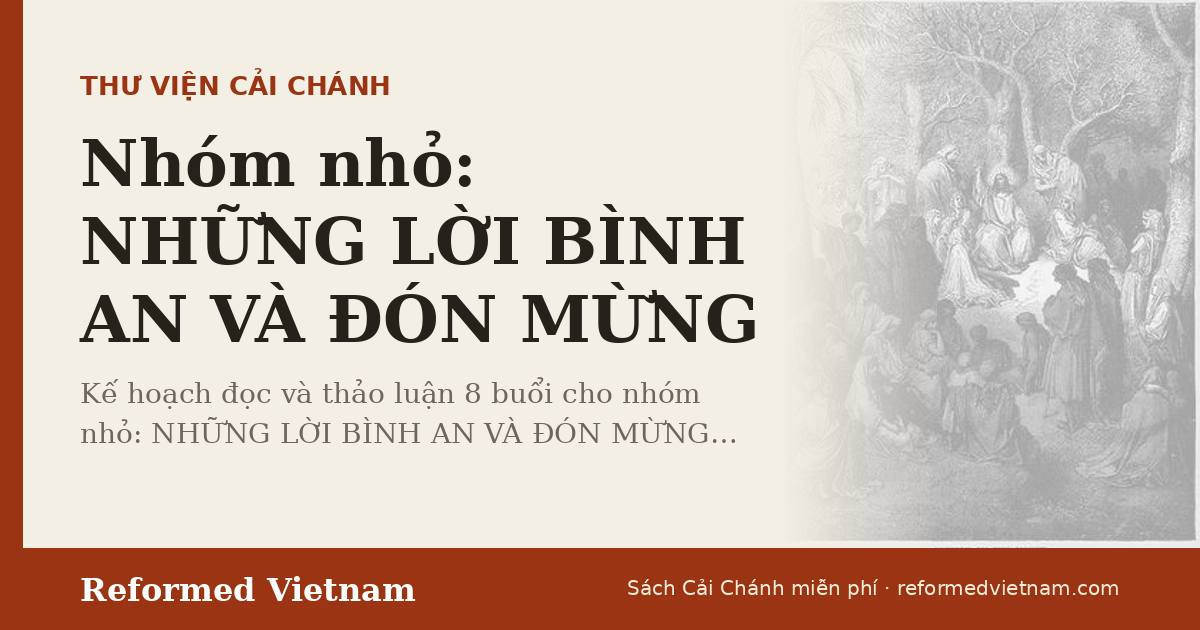 THƯ VIỆN CẢI CHÁNH
Nhóm nhỏ:
NHỮNG LỜI BÌNH
AN VÀ ĐÓN MỪNG
Kế hoạch đọc và thảo luận 8 buổi cho nhóm
nhỏ: NHỮNG LỜI BÌNH AN VÀ ĐÓN MỪNG...
Reformed Vietnam
Sách Cải Chánh miễn phí · reformedvietnam.com